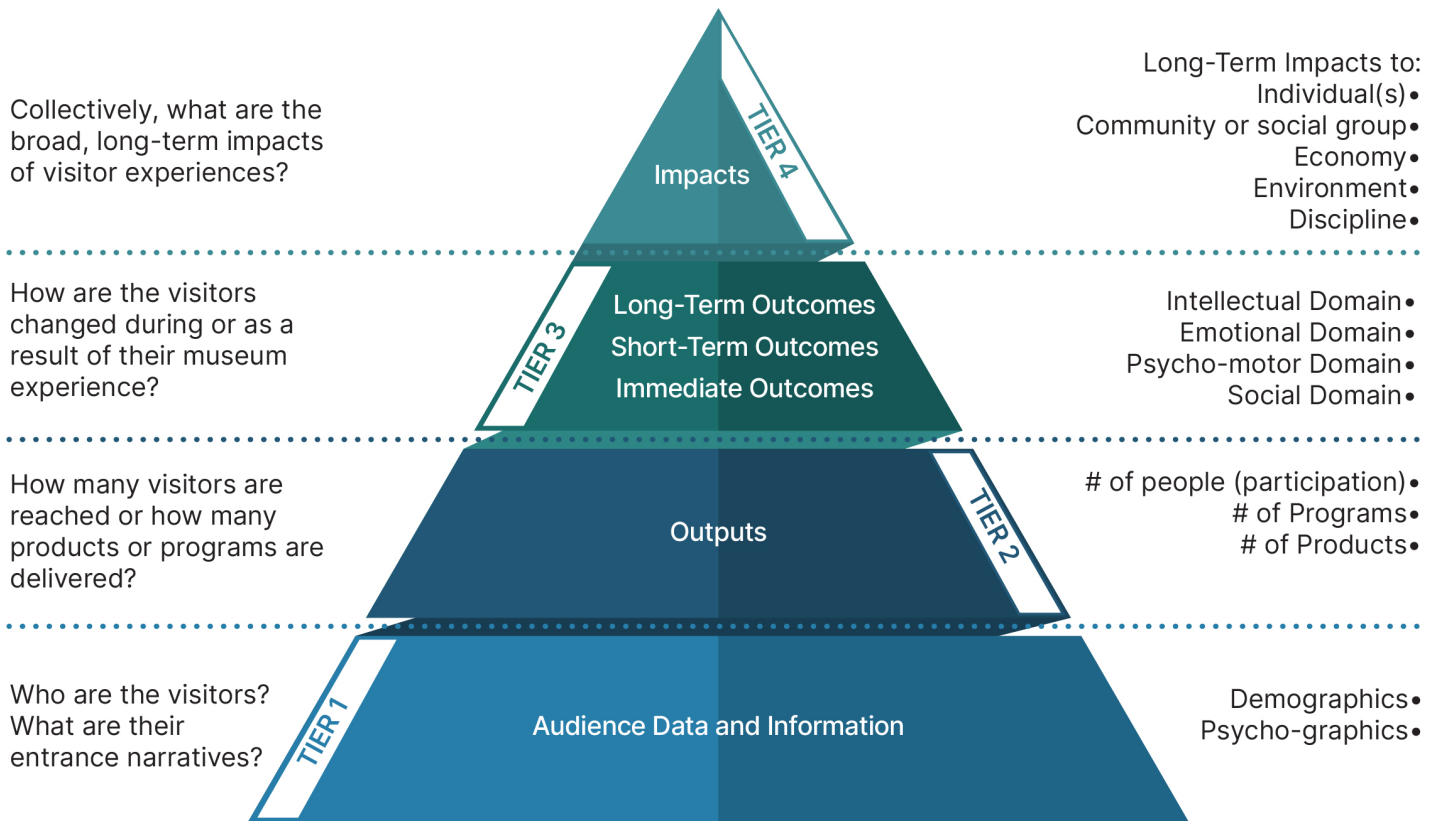 Collectively, what are the
broad, long-term impacts
of visitor experiences?
Impacts
TIER 4
Long-Term Impacts to:
Individual(s)•
Community or social group•
Economy•
Environment•
Discipline•
How are the visitors
changed during or as a
result of their museum
experience?
TIER 3
Long-Term Outcomes
Short-Term Outcomes
Immediate Outcomes
Intellectual Domain•
Emotional Domain•
Psycho-motor Domain•
Social Domain•
How many visitors are
reached or how many
products or programs are
delivered?
Outputs
TIER 2
# of people (participation)•
# of Programs•
# of Products•
Who are the visitors?
What are their
entrance narratives?
TIER 1
Audience Data and Information
Demographics•
Psycho-graphics•